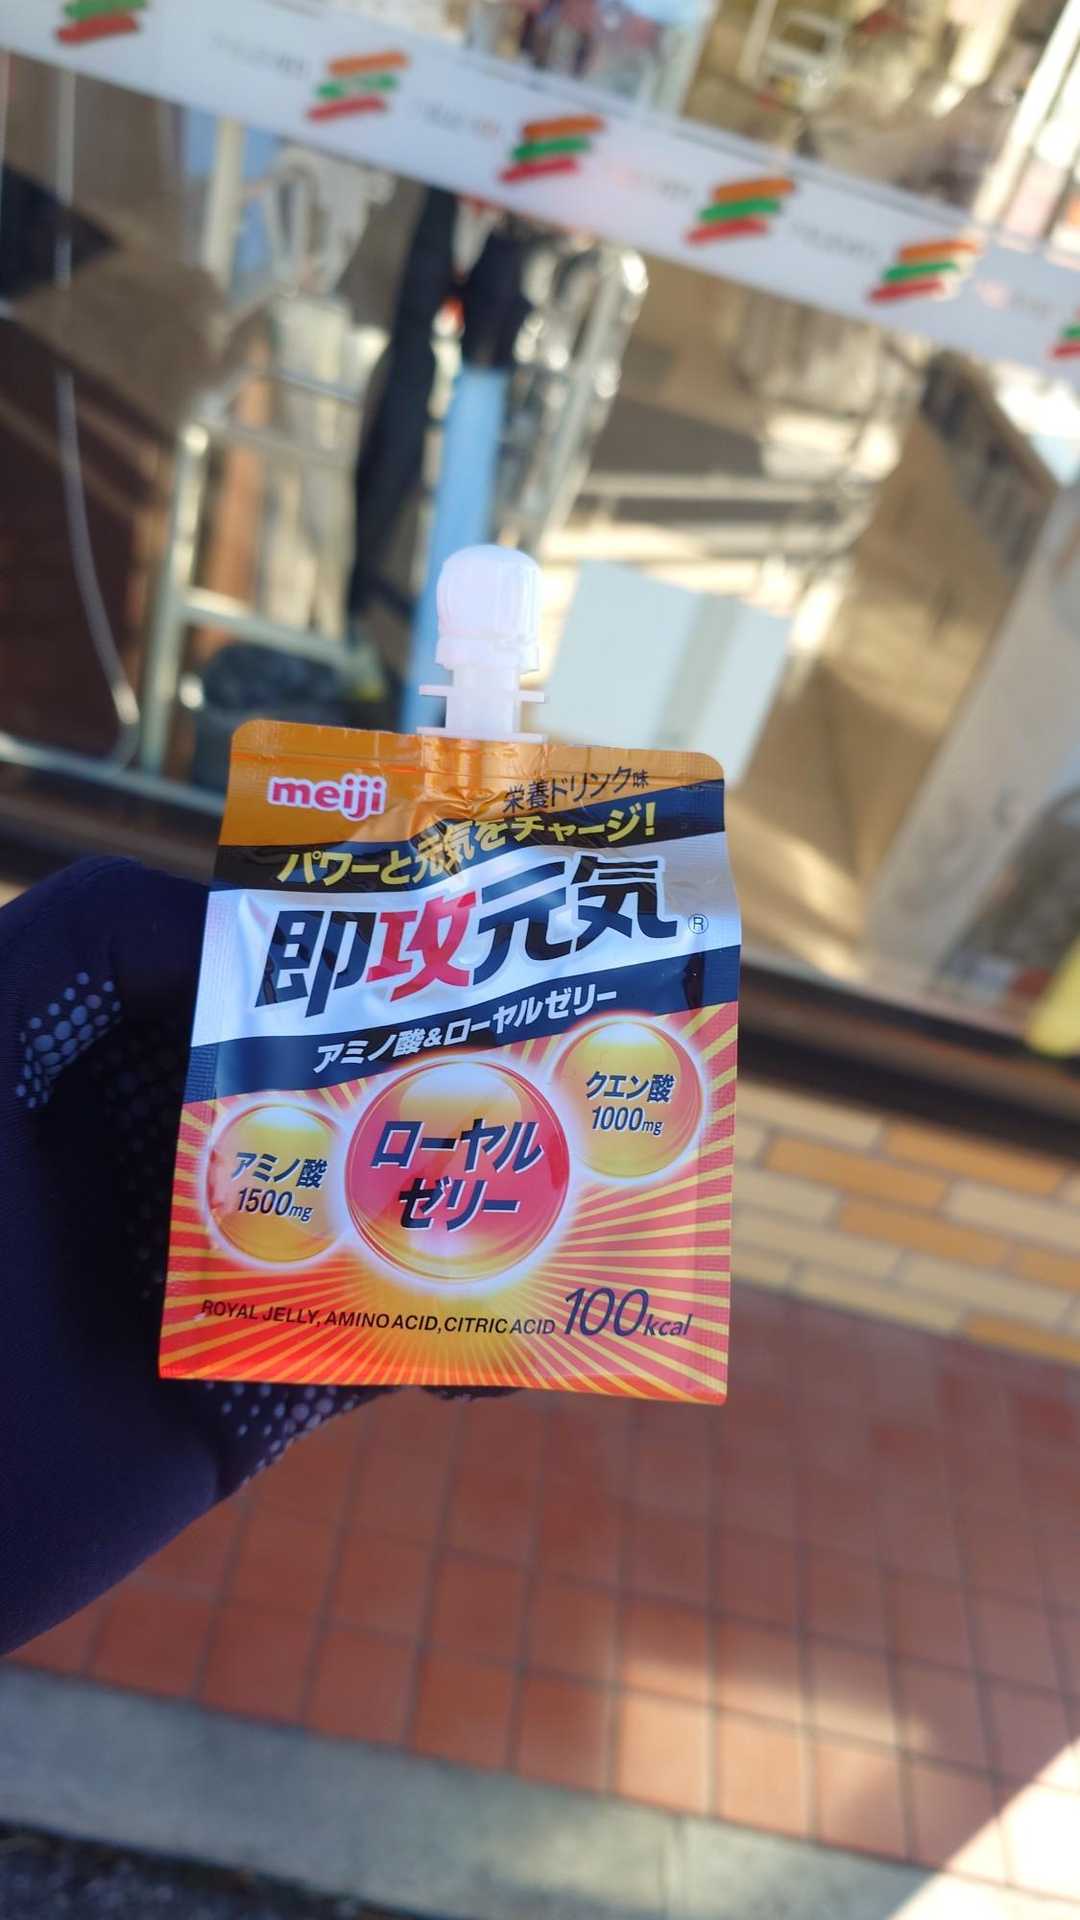 meiji
栄養ドリンク味
パワーと元気をチャージ!
即攻元気®
アミノ酸&ローヤルゼリー
クエン酸
1000mg
ローヤル
ゼリー
アミノ酸
1500mg
ROYAL JELLY, AMINO ACID, CITRIC ACID 100kcal